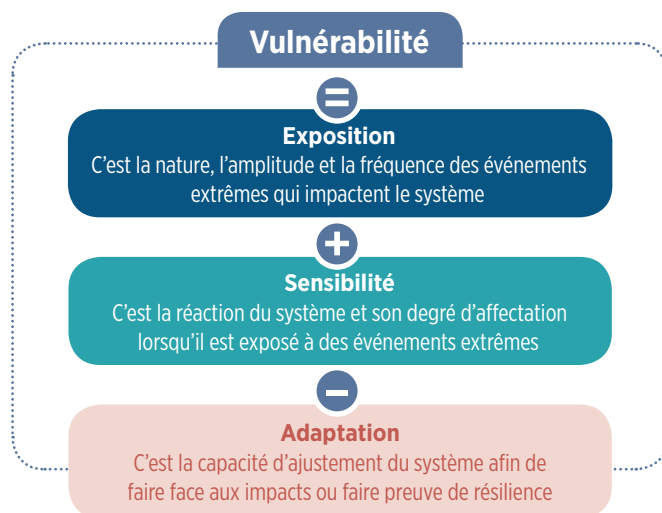 Vulnérabilité
=
Exposition
C'est la nature, l'amplitude et la fréquence des événements
extrêmes qui impactent le système
+
Sensibilité
C'est la réaction du système et son degré d'affectation
lorsqu'il est exposé à des événements extrêmes
−
Adaptation
C'est la capacité d'ajustement du système afin de
faire face aux impacts ou faire preuve de résilience